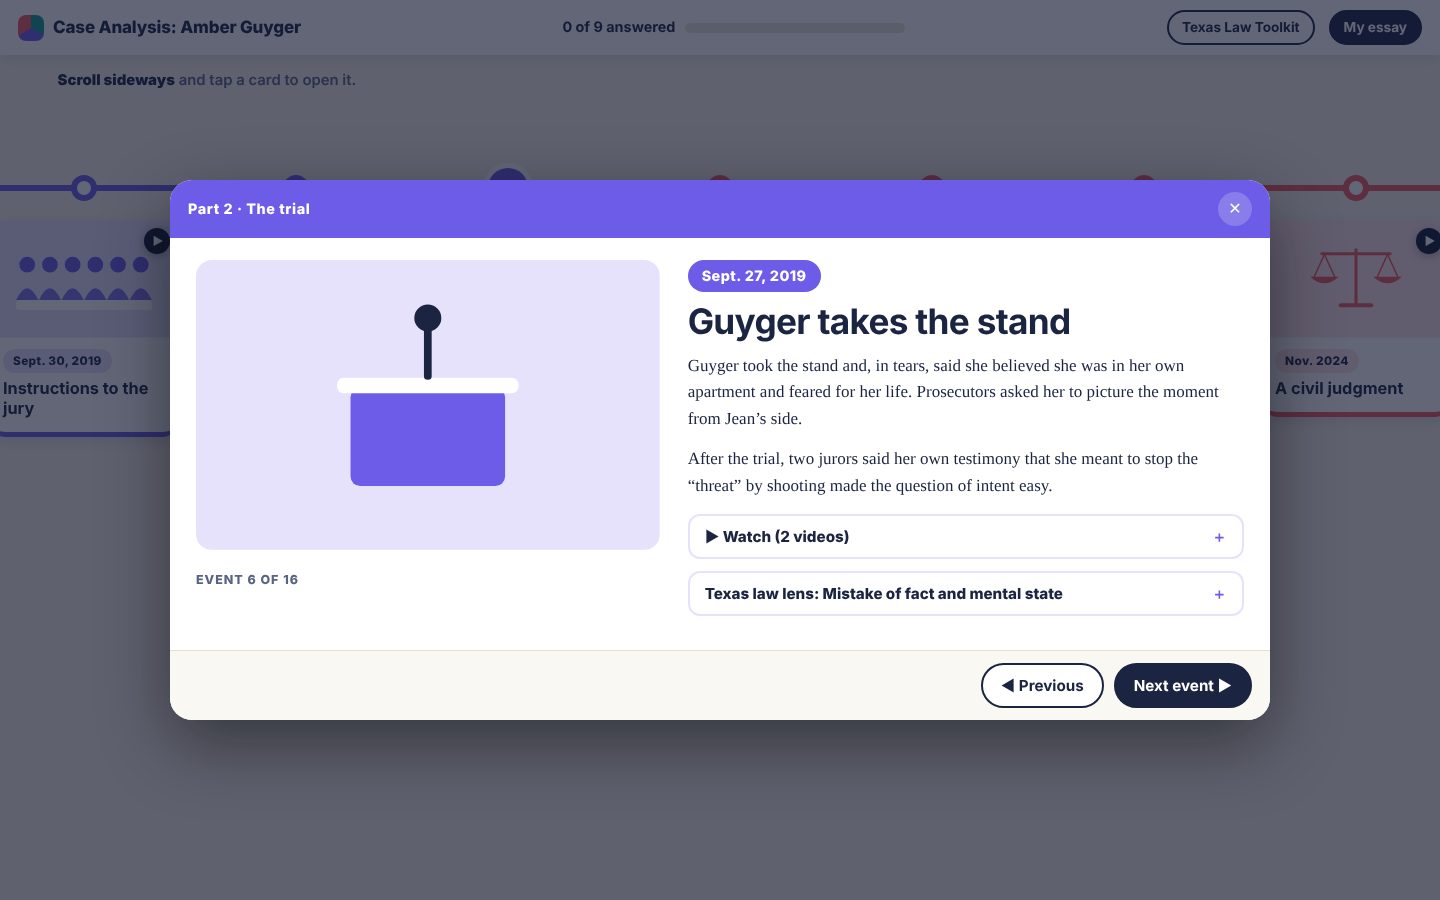 Case Analysis: Amber Guyger
0 of 9 answered
Texas Law Toolkit
My essay
Scroll sideways and tap a card to open it.
Part 2 · The trial
✕
Sept. 27, 2019
Guyger takes the stand
Guyger took the stand and, in tears, said she believed she was in her own
apartment and feared for her life. Prosecutors asked her to picture the moment
from Jean’s side.
After the trial, two jurors said her own testimony that she meant to stop the
“threat” by shooting made the question of intent easy.
▶ Watch (2 videos) +
Texas law lens: Mistake of fact and mental state +
EVENT 6 OF 16
◀ Previous
Next event ▶
Sept. 30, 2019
Instructions to the
jury
Nov. 2024
A civil judgment